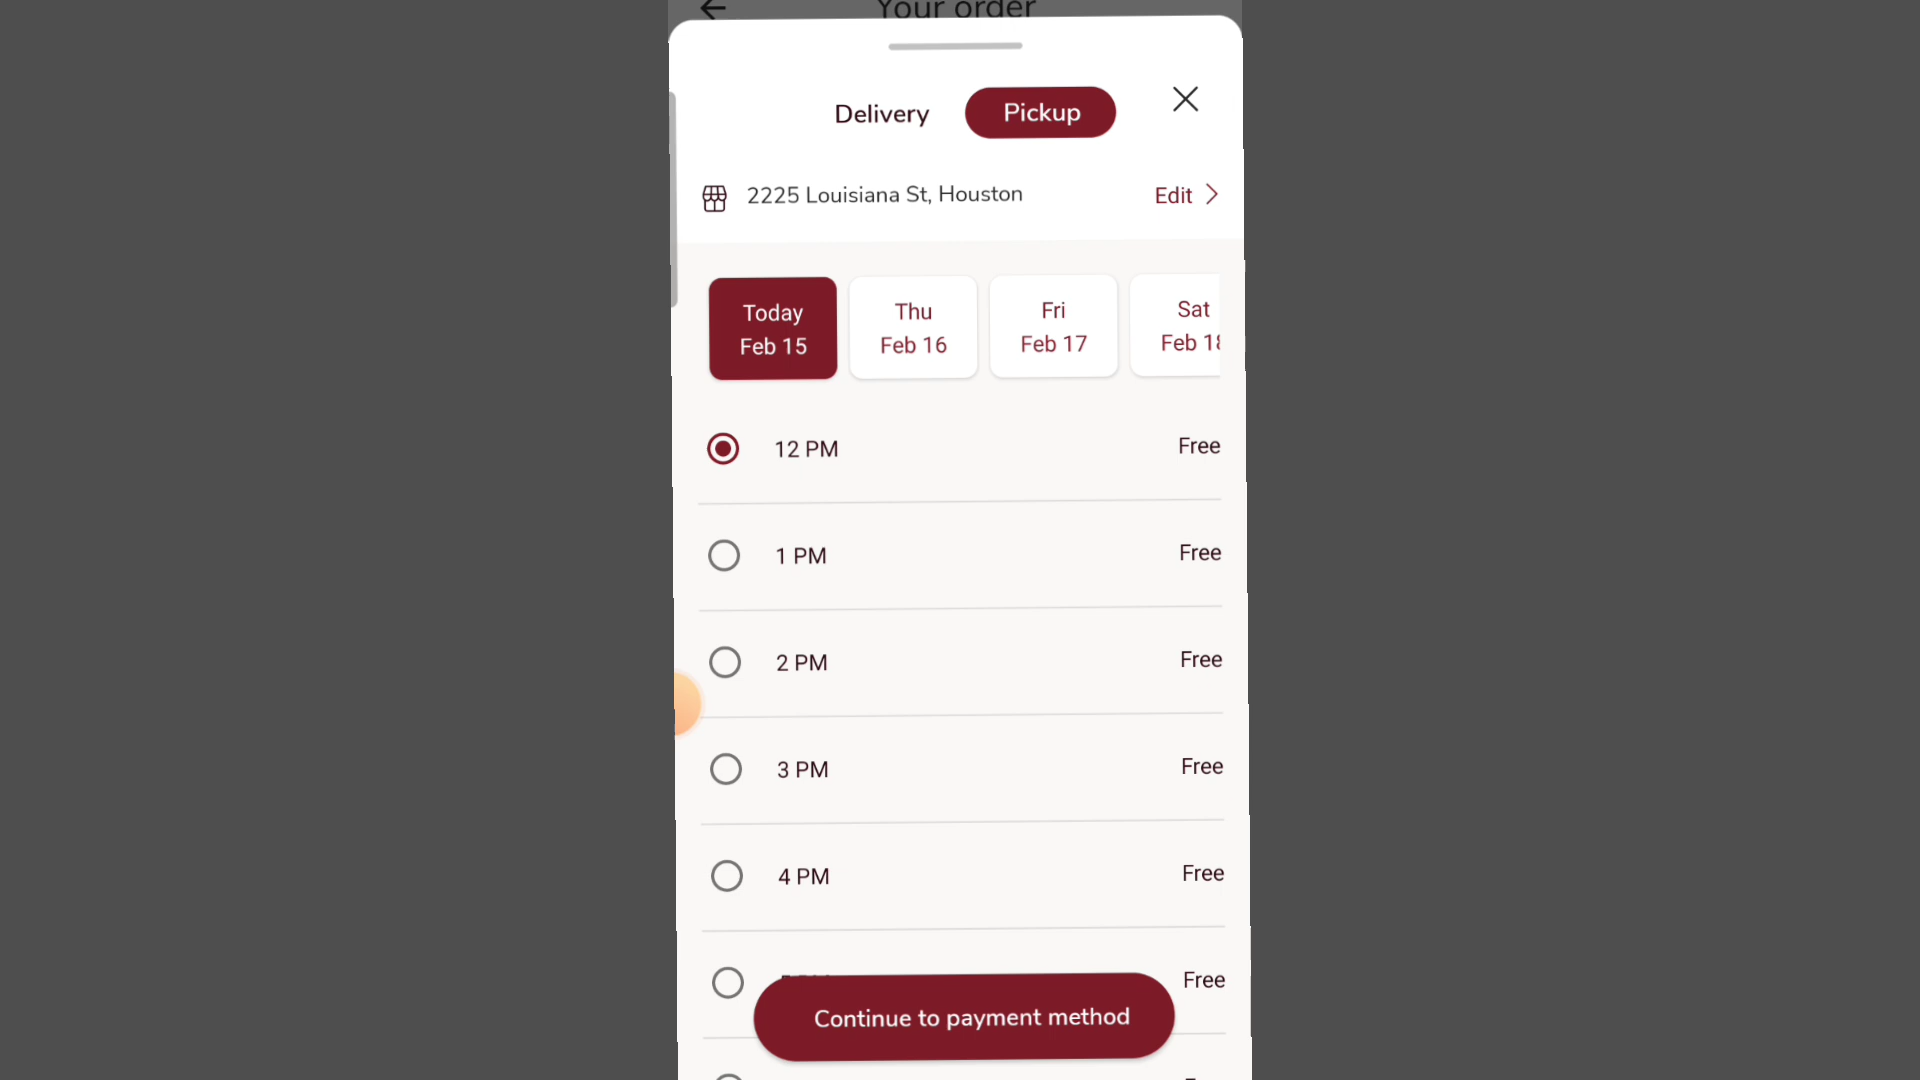 Your order
Delivery
Pickup
2225 Louisiana St, Houston
Edit
Today
Feb 15
Thu
Feb 16
Fri
Feb 17
Sat
Feb 18
12 PM
Free
1 PM
Free
2 PM
Free
3 PM
Free
4 PM
Free
Free
Continue to payment method